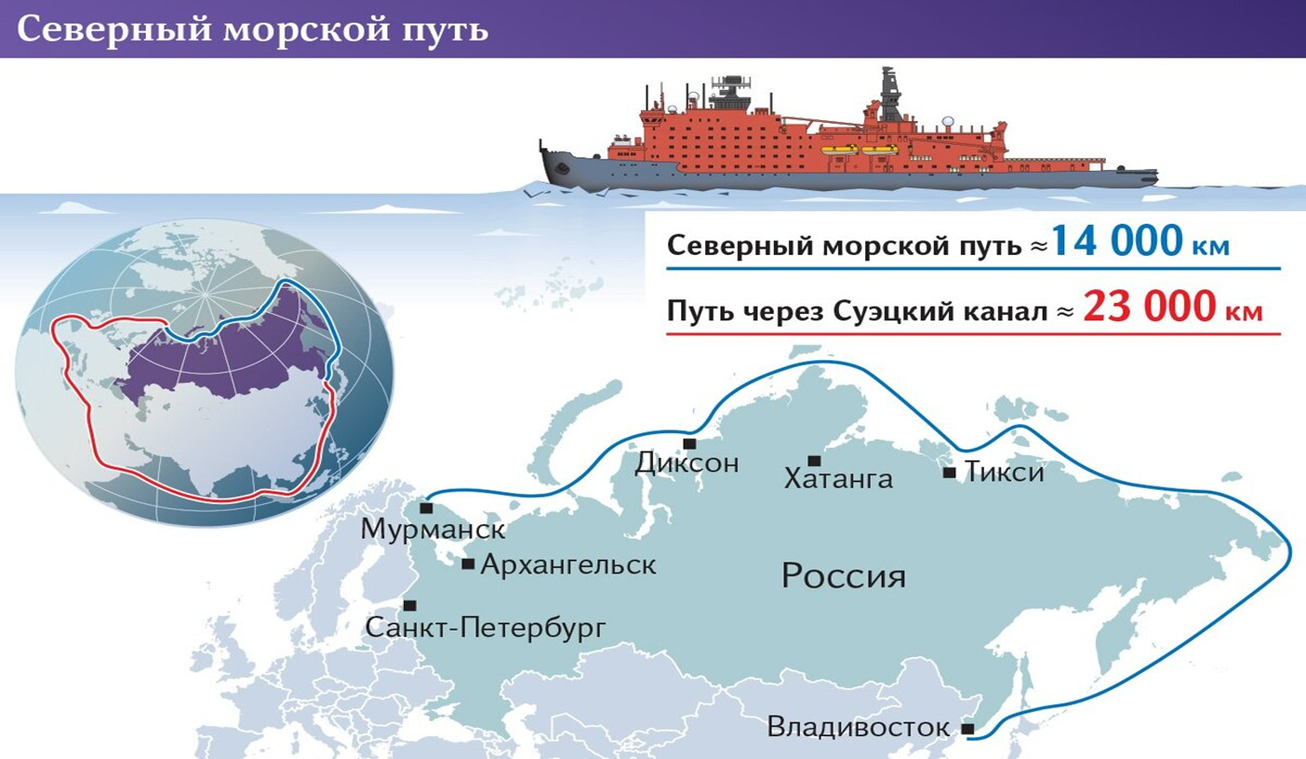 Северный морской путь
Северный морской путь ≈14 000 км
Путь через Суэцкий канал ≈ 23 000 км
Диксон
Хатанга
Тикси
Мурманск
Архангельск
Россия
Санкт-Петербург
Владивосток